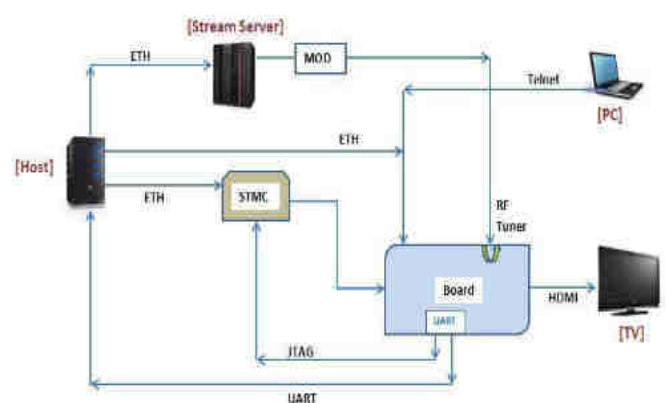 [Stream Server]
ETH
MOD
Telnet
[PC]
ETH
[Host]
ETH
STMC
RF
Tuner
Board
HDMI
UART
[TV]
JTAG
UART